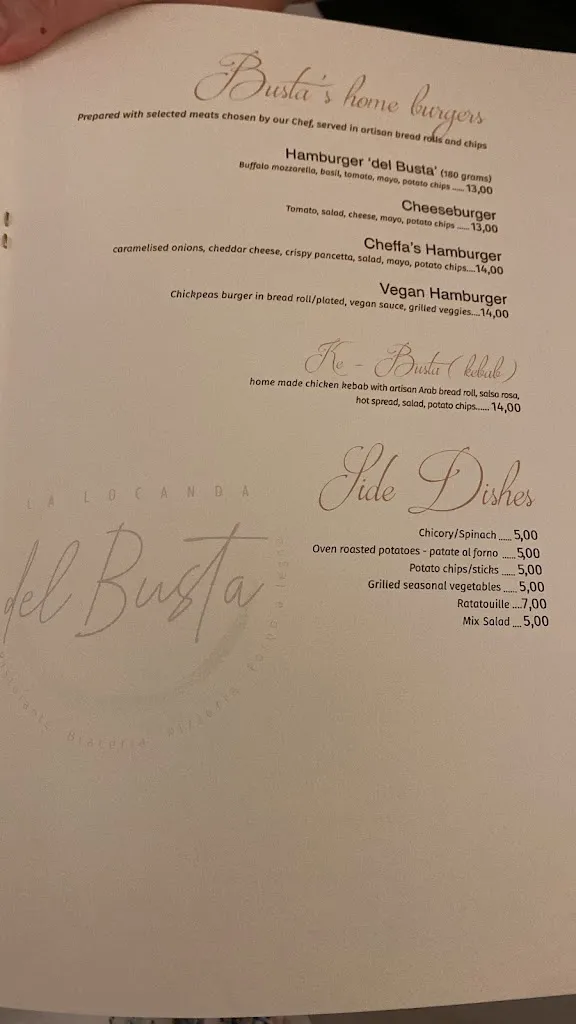 Busta's home burgers
Prepared with selected meats chosen by our Chef, served in artisan bread rolls and chips
Hamburger 'del Busta' (180 grams)
Buffalo mozzarella, basil, tomato, mayo, potato chips ..... 13,00
Cheeseburger
Tomato, salad, cheese, mayo, potato chips ..... 13,00
Cheffa's Hamburger
caramelised onions, cheddar cheese, crispy pancetta, salad, mayo, potato chips....14,00
Vegan Hamburger
Chickpeas burger in bread roll/plated, vegan sauce, grilled veggies....14,00
Ke - Busta ( kebab )
home made chicken kebab with artisan Arab bread roll, salsa rosa,
hot spread, salad, potato chips...... 14,00
Side Dishes
Chicory/Spinach ..... 5,00
Oven roasted potatoes - patate al forno .....5,00
Potato chips/sticks ..... 5,00
Grilled seasonal vegetables ..... 5,00
Ratatouille ....7,00
Mix Salad .... 5,00
LA LOCANDA
del Busta
Ristorante Bisteria Pizzeria Forno a legna